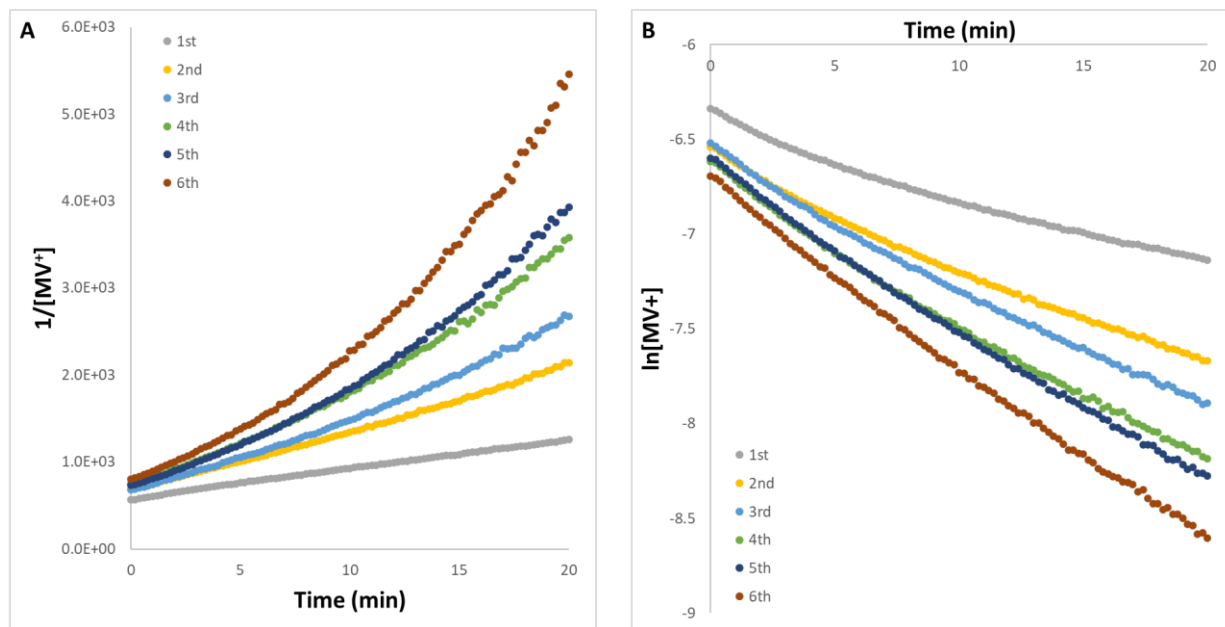 A
6.0E+03
5.0E+03
4.0E+03
3.0E+03
2.0E+03
1.0E+03
0.0E+00
1/[MV⁺]
1st
2nd
3rd
4th
5th
6th
0 5 10 15 20
Time (min)
B
Time (min)
0 5 10 15 20
-6
-6.5
-7
-7.5
-8
-8.5
-9
ln[MV+]
1st
2nd
3rd
4th
5th
6th